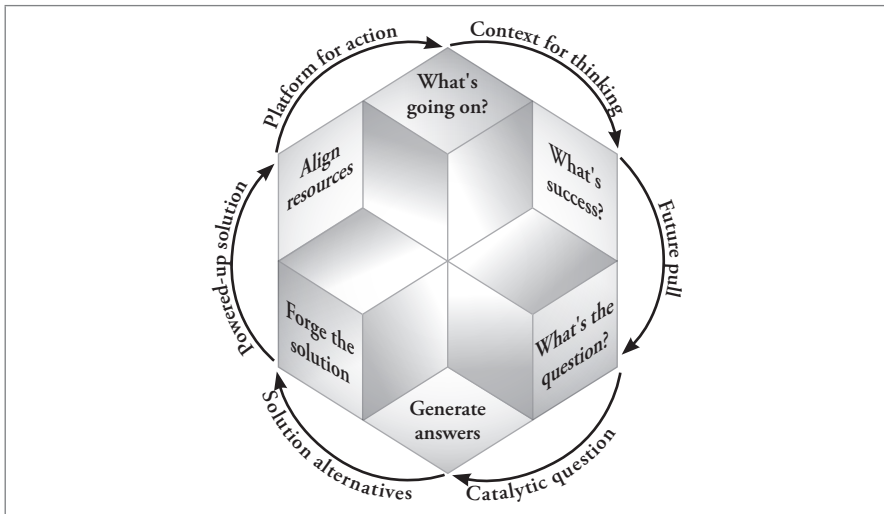 Platform for action
Context for thinking
What's
going on?
What's
success?
Future pull
What's the
question?
Catalytic question
Generate
answers
Solution alternatives
Forge the
solution
Powered-up solution
Align
resources